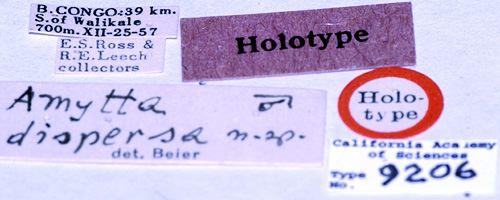 B.CONGO:39 km.
S.of Walikale
700m.XII-25-57
E.S.Ross &
R.E.Leech
collectors
Holotype
Amytta ♂
dispersa n.sp.
det. Beier
Holo-
type
California Academy
of Sciences
Type
No. 9206